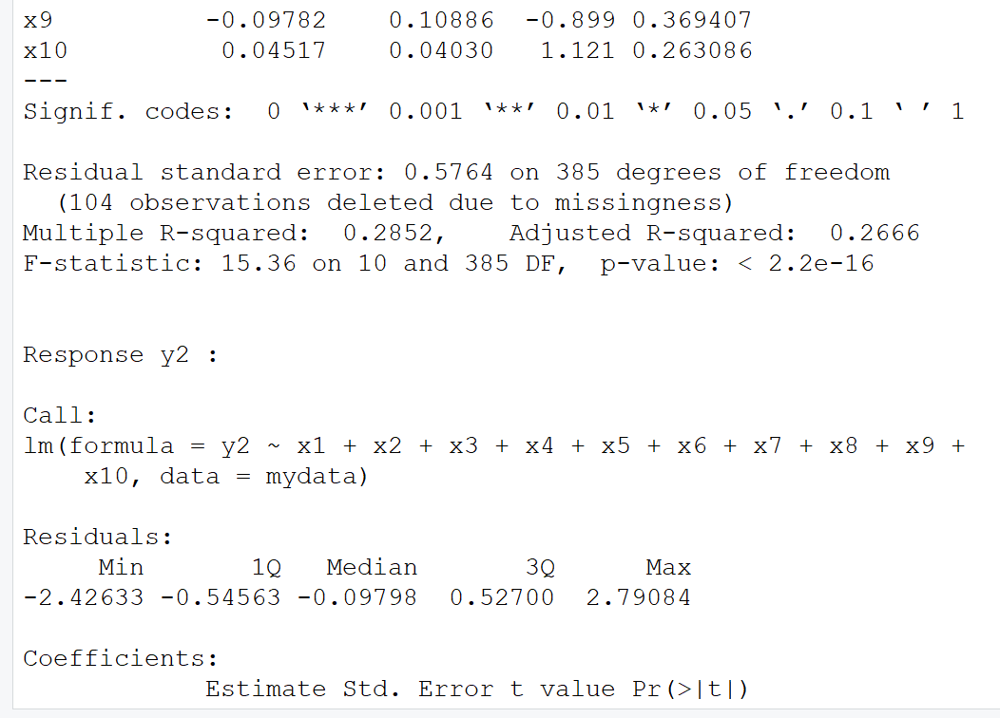 x9          -0.09782    0.10886  -0.899 0.369407
x10          0.04517    0.04030   1.121 0.263086
---
Signif. codes:  0 ‘***’ 0.001 ‘**’ 0.01 ‘*’ 0.05 ‘.’ 0.1 ‘ ’ 1
Residual standard error: 0.5764 on 385 degrees of freedom
  (104 observations deleted due to missingness)
Multiple R-squared:  0.2852,    Adjusted R-squared:  0.2666
F-statistic: 15.36 on 10 and 385 DF,  p-value: < 2.2e-16
Response y2 :
Call:
lm(formula = y2 ~ x1 + x2 + x3 + x4 + x5 + x6 + x7 + x8 + x9 +
    x10, data = mydata)
Residuals:
     Min       1Q   Median       3Q      Max
-2.42633 -0.54563 -0.09798  0.52700  2.79084
Coefficients:
            Estimate Std. Error t value Pr(>|t|)